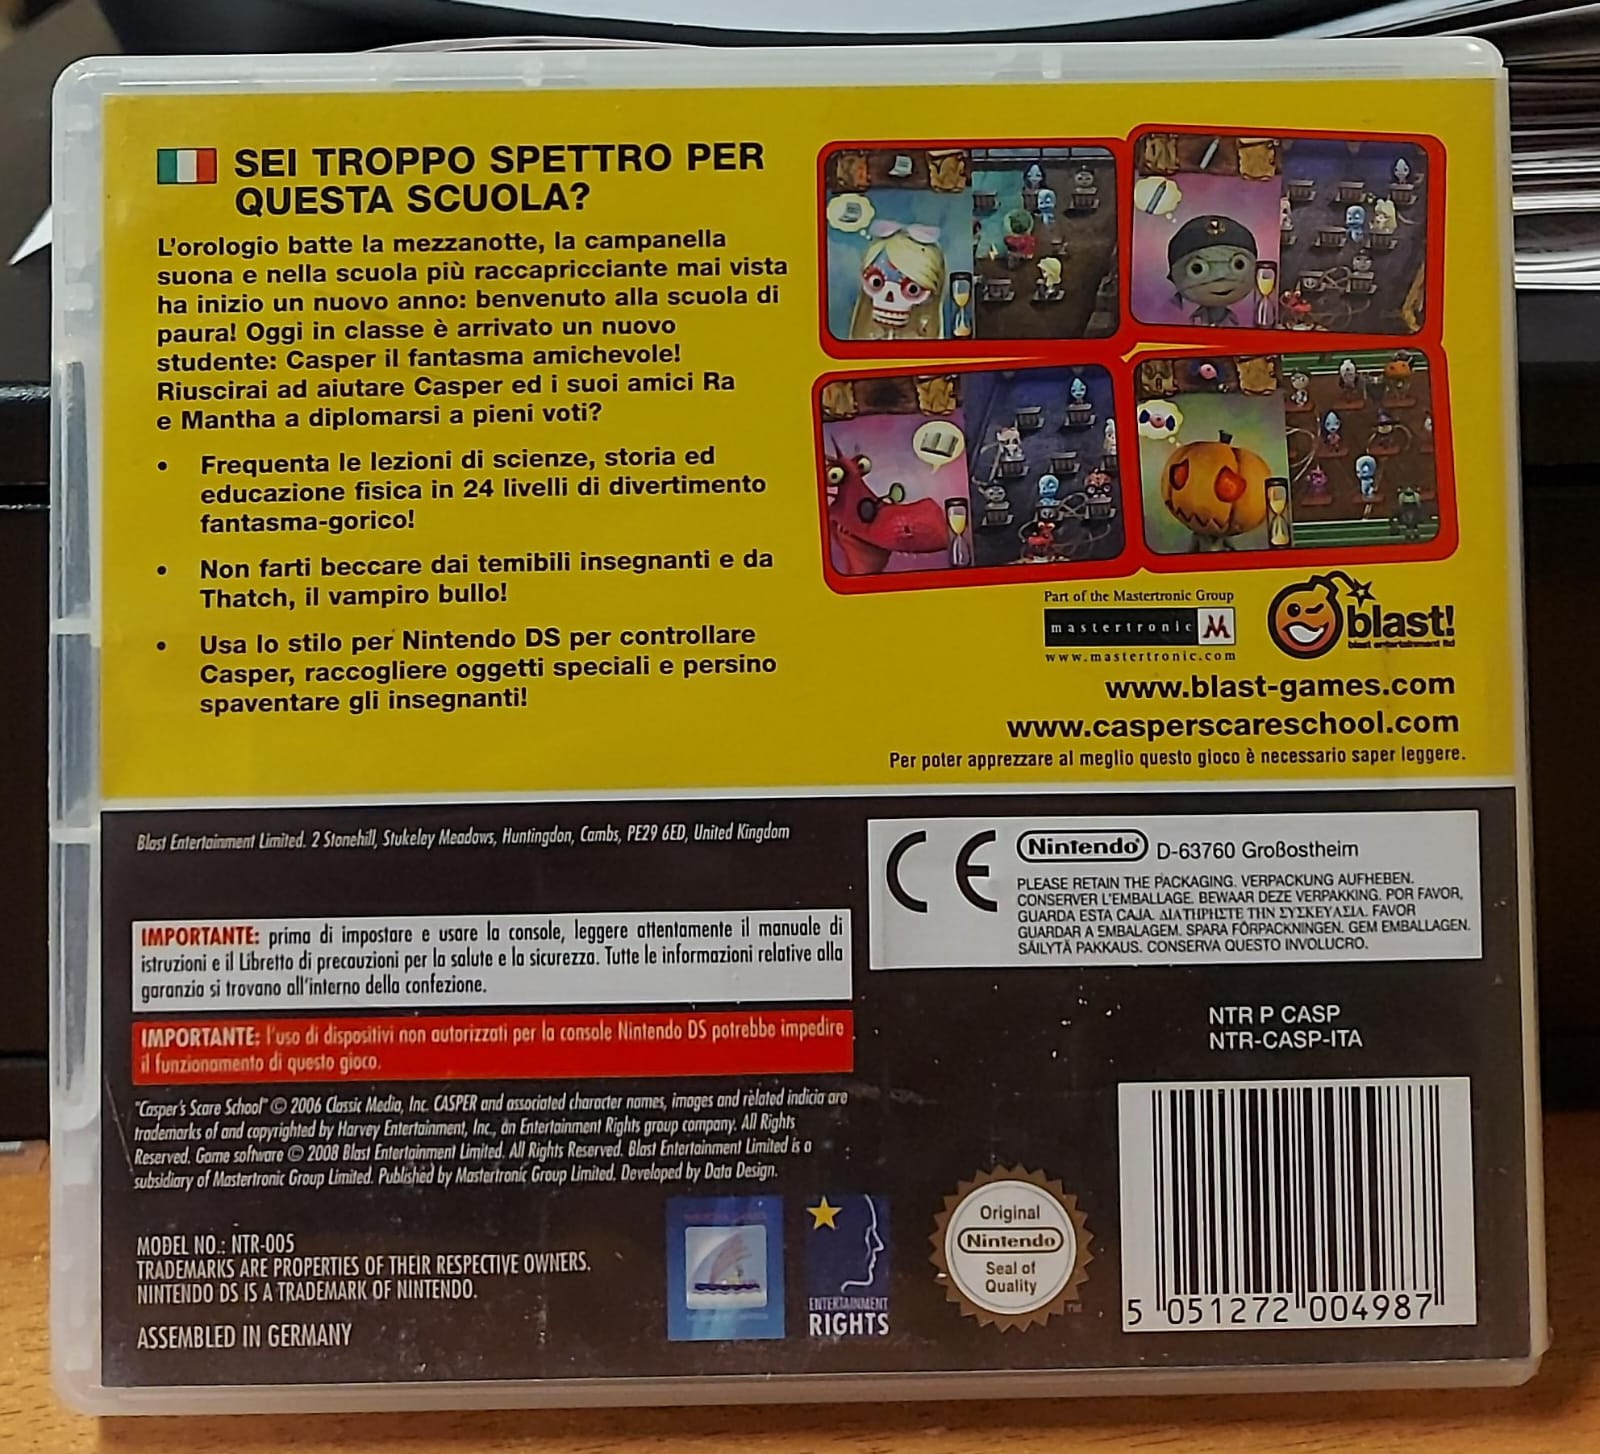 SEI TROPPO SPETTRO PER
QUESTA SCUOLA?
L'orologio batte la mezzanotte, la campanella
suona e nella scuola più raccapricciante mai vista
ha inizio un nuovo anno: benvenuto alla scuola di
paura! Oggi in classe è arrivato un nuovo
studente: Casper il fantasma amichevole!
Riuscirai ad aiutare Casper ed i suoi amici Ra
e Mantha a diplomarsi a pieni voti?
• Frequenta le lezioni di scienze, storia ed
educazione fisica in 24 livelli di divertimento
fantasma-gorico!
• Non farti beccare dai temibili insegnanti e da
Thatch, il vampiro bullo!
• Usa lo stilo per Nintendo DS per controllare
Casper, raccogliere oggetti speciali e persino
spaventare gli insegnanti!
Part of the Mastertronic Group
mastertronic M
www.mastertronic.com
blast!
blast entertainment ltd
www.blast-games.com
www.casperscareschool.com
Per poter apprezzare al meglio questo gioco è necessario saper leggere.
Blast Entertainment Limited. 2 Stonehill, Stukeley Meadows, Huntingdon, Cambs, PE29 6ED, United Kingdom
IMPORTANTE: prima di impostare e usare la console, leggere attentamente il manuale di
istruzioni e il Libretto di precauzioni per la salute e la sicurezza. Tutte le informazioni relative alla
garanzia si trovano all'interno della confezione.
IMPORTANTE: l'uso di dispositivi non autorizzati per la console Nintendo DS potrebbe impedire
il funzionamento di questo gioco.
"Casper's Scare School" © 2006 Classic Media, Inc. CASPER and associated character names, images and related indicia are
trademarks of and copyrighted by Harvey Entertainment, Inc., an Entertainment Rights group company. All Rights
Reserved. Game software © 2008 Blast Entertainment Limited. All Rights Reserved. Blast Entertainment Limited is a
subsidiary of Mastertronic Group Limited. Published by Mastertronic Group Limited. Developed by Data Design.
MODEL NO.: NTR-005
TRADEMARKS ARE PROPERTIES OF THEIR RESPECTIVE OWNERS.
NINTENDO DS IS A TRADEMARK OF NINTENDO.
ASSEMBLED IN GERMANY
ENTERTAINMENT
RIGHTS
CE
Nintendo® D-63760 Großostheim
PLEASE RETAIN THE PACKAGING. VERPACKUNG AUFHEBEN.
CONSERVER L'EMBALLAGE. BEWAAR DEZE VERPAKKING. POR FAVOR,
GUARDA ESTA CAJA. ΔΙΑΤΗΡΗΣΤΕ ΤΗΝ ΣΥΣΚΕΥΑΣΙΑ. FAVOR
GUARDAR A EMBALAGEM. SPARA FÖRPACKNINGEN. GEM EMBALLAGEN.
SÄILYTÄ PAKKAUS. CONSERVA QUESTO INVOLUCRO.
NTR P CASP
NTR-CASP-ITA
Original
Nintendo
Seal of
Quality
TM
5 051272 004987